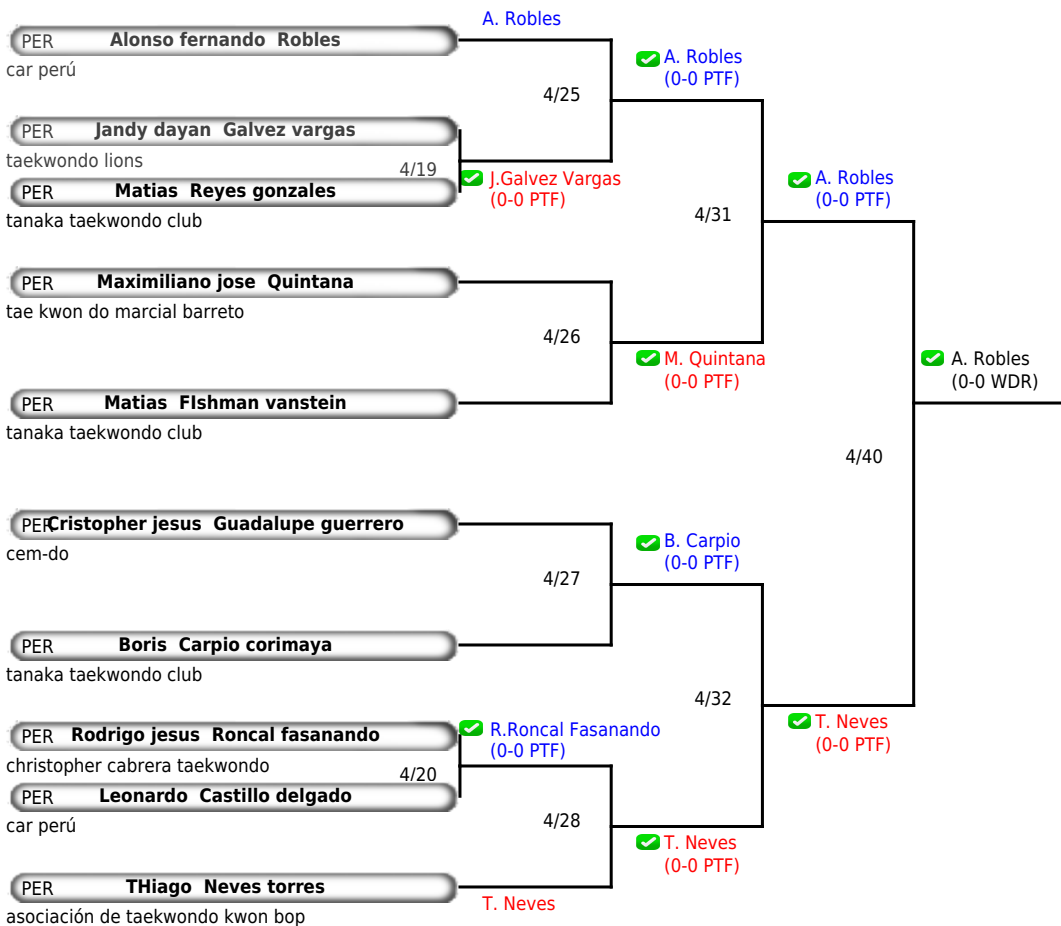 A. Robles
PER Alonso fernando Robles
car perú
A. Robles
(0-0 PTF)
4/25
PER Jandy dayan Galvez vargas
taekwondo lions
4/19
J.Galvez Vargas
(0-0 PTF)
PER Matias Reyes gonzales
tanaka taekwondo club
A. Robles
(0-0 PTF)
4/31
PER Maximiliano jose Quintana
tae kwon do marcial barreto
4/26
M. Quintana
(0-0 PTF)
A. Robles
(0-0 WDR)
PER Matias FIshman vanstein
tanaka taekwondo club
4/40
PER Cristopher jesus Guadalupe guerrero
cem-do
B. Carpio
(0-0 PTF)
4/27
PER Boris Carpio corimaya
tanaka taekwondo club
4/32
T. Neves
(0-0 PTF)
PER Rodrigo jesus Roncal fasanando
R.Roncal Fasanando
(0-0 PTF)
christopher cabrera taekwondo
4/20
PER Leonardo Castillo delgado
car perú
4/28
T. Neves
(0-0 PTF)
PER THiago Neves torres
T. Neves
asociación de taekwondo kwon bop